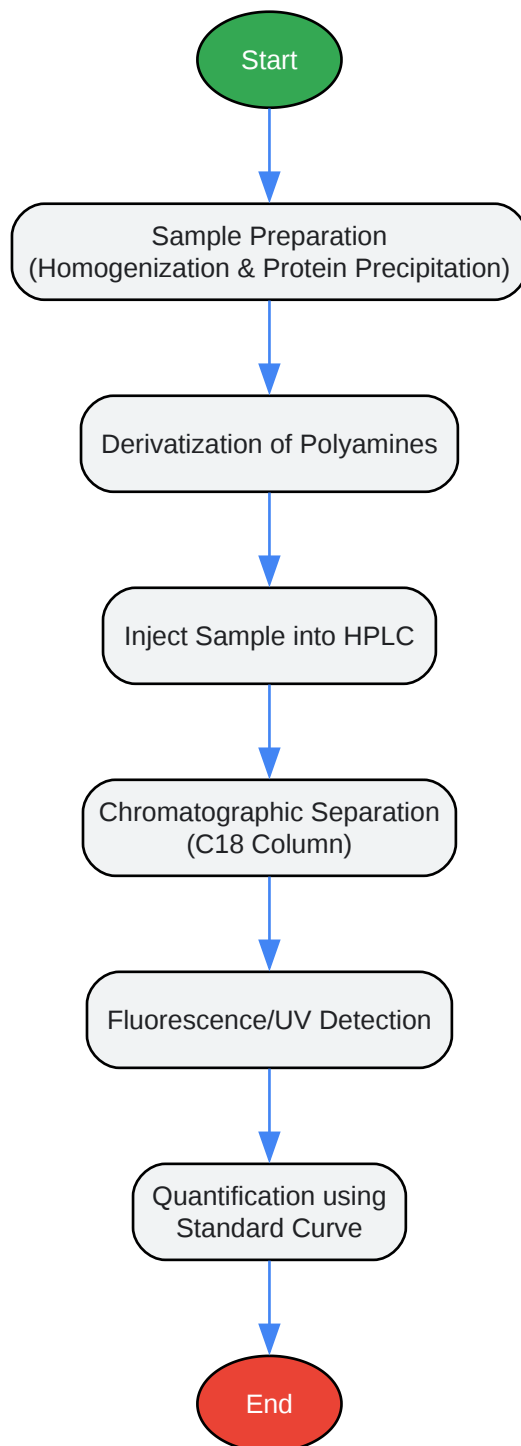 Start
Sample Preparation
(Homogenization & Protein Precipitation)
Derivatization of Polyamines
Inject Sample into HPLC
Chromatographic Separation
(C18 Column)
Fluorescence/UV Detection
Quantification using
Standard Curve
End